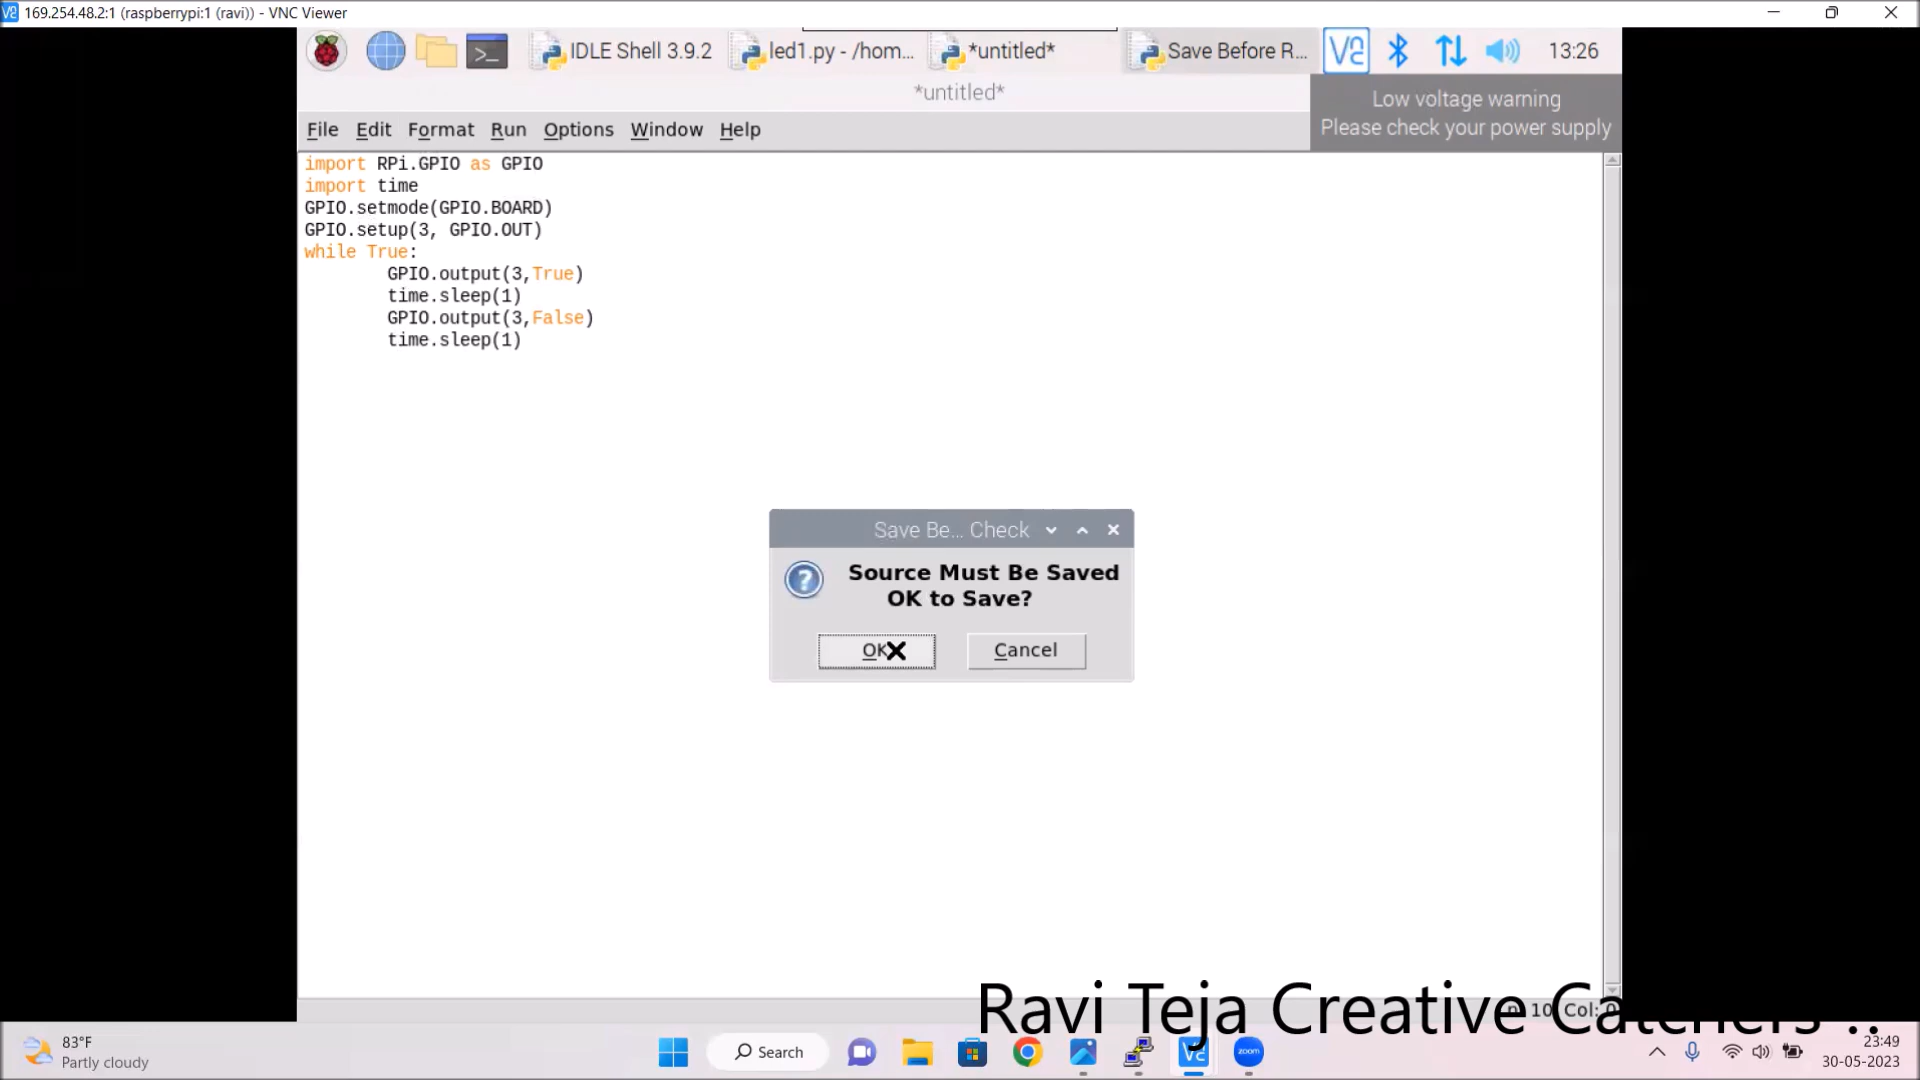 169.254.48.2:1 (raspberrypi:1 (ravi)) - VNC Viewer
IDLE Shell 3.9.2
led1.py - /hom...
*untitled*
Save Before R...
13:26
*untitled*
Low voltage warning
Please check your power supply
File Edit Format Run Options Window Help
import RPi.GPIO as GPIO
import time
GPIO.setmode(GPIO.BOARD)
GPIO.setup(3, GPIO.OUT)
while True:
        GPIO.output(3,True)
        time.sleep(1)
        GPIO.output(3,False)
        time.sleep(1)
Save Be... Check
Source Must Be Saved
OK to Save?
OK
Cancel
Ravi Teja Creative
10 Col:
83°F
Partly cloudy
Search
zoom
23:49
30-05-2023